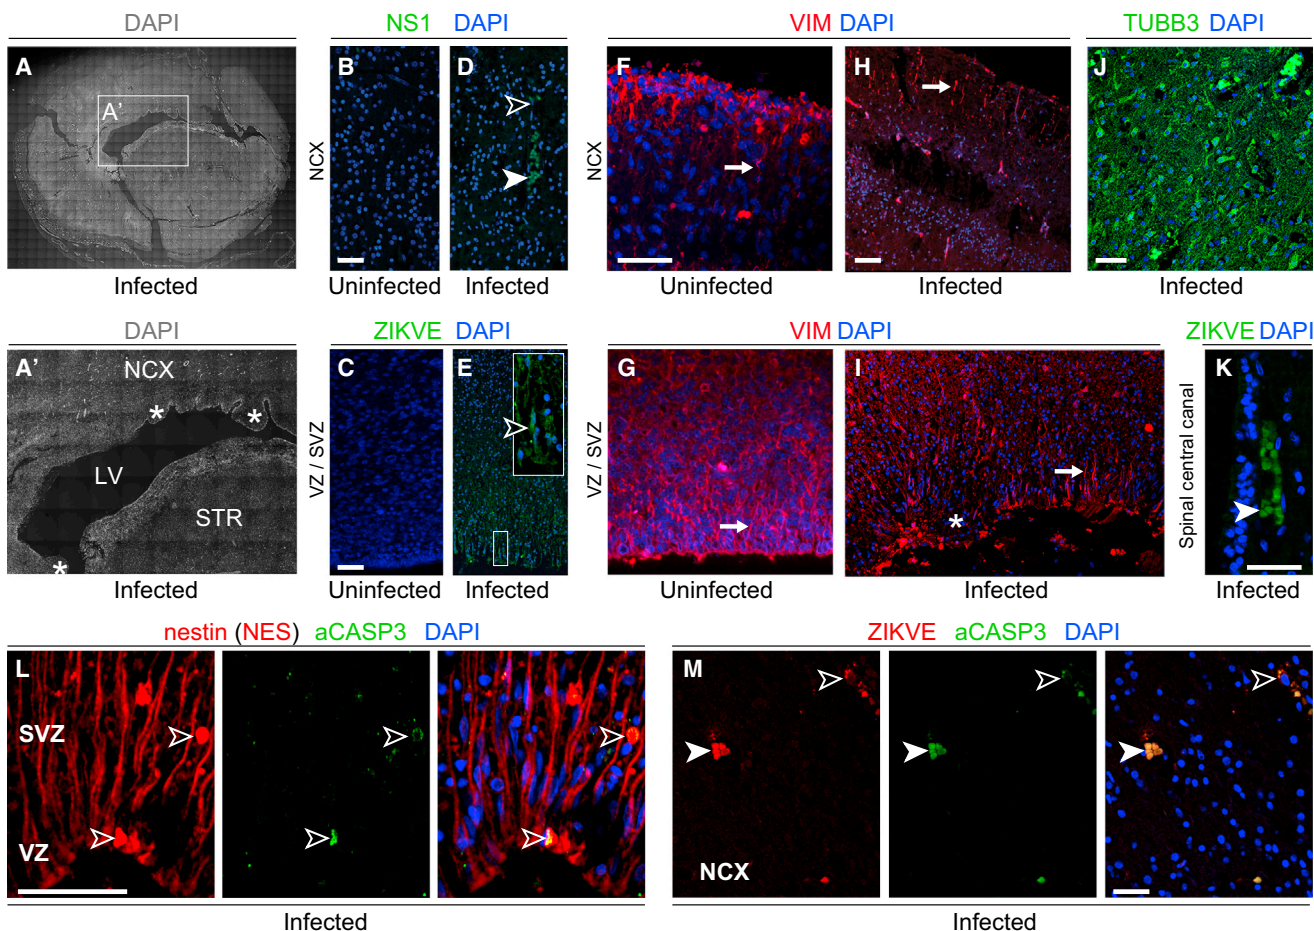 DAPI
NS1 DAPI
VIM DAPI
TUBB3 DAPI
A
A'
B
D
F
H
J
NCX
NCX
Infected
Uninfected
Infected
Uninfected
Infected
Infected
DAPI
ZIKVE DAPI
VIM DAPI
ZIKVE DAPI
A'
NCX
*
*
LV
STR
*
C
E
G
I
*
K
VZ / SVZ
VZ / SVZ
Spinal central canal
Infected
Uninfected
Infected
Uninfected
Infected
Infected
nestin (NES) aCASP3 DAPI
ZIKVE aCASP3 DAPI
L
SVZ
VZ
M
NCX
Infected
Infected